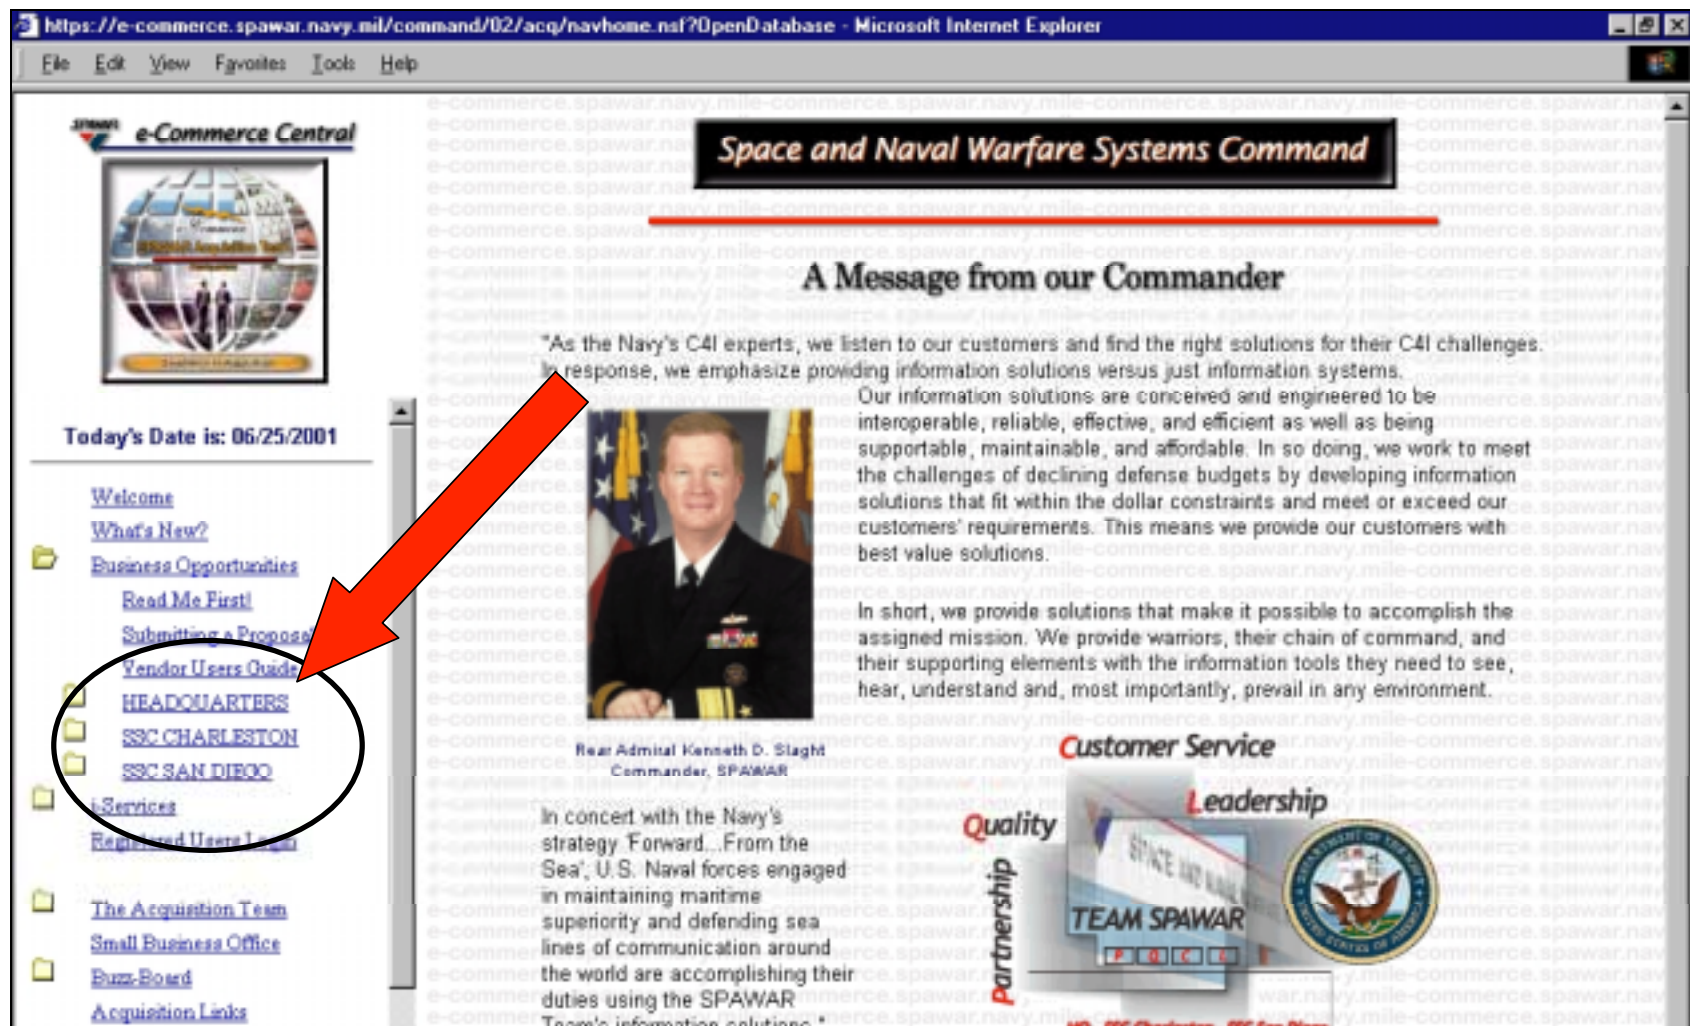 https://e-commerce.spawar.navy.mil/command/02/acq/navhome.nsf?OpenDatabase - Microsoft Internet Explorer
File Edit View Favorites Tools Help
SPAWAR e-Commerce Central
Today's Date is: 06/25/2001
Welcome
What's New?
Business Opportunities
Read Me First!
Submitting a Proposal
Vendor Users Guide
HEADQUARTERS
SSC CHARLESTON
SSC SAN DIEGO
i-Services
Registered Users Login
The Acquisition Team
Small Business Office
Buzz-Board
Acquisition Links
Space and Naval Warfare Systems Command
A Message from our Commander
"As the Navy's C4I experts, we listen to our customers and find the right solutions for their C4I challenges.
In response, we emphasize providing information solutions versus just information systems.
Our information solutions are conceived and engineered to be
interoperable, reliable, effective, and efficient as well as being
supportable, maintainable, and affordable. In so doing, we work to meet
the challenges of declining defense budgets by developing information
solutions that fit within the dollar constraints and meet or exceed our
customers' requirements. This means we provide our customers with
best value solutions.
In short, we provide solutions that make it possible to accomplish the
assigned mission. We provide warriors, their chain of command, and
their supporting elements with the information tools they need to see,
hear, understand and, most importantly, prevail in any environment.
Rear Admiral Kenneth D. Slaght
Commander, SPAWAR
In concert with the Navy's
strategy 'Forward...From the
Sea', U.S. Naval forces engaged
in maintaining maritime
superiority and defending sea
lines of communication around
the world are accomplishing their
duties using the SPAWAR
Team's information solutions."
Customer Service
Leadership
Quality
Partnership
SPACE AND
TEAM SPAWAR
P Q C L
HQ - SSC Charleston - SSC San Diego